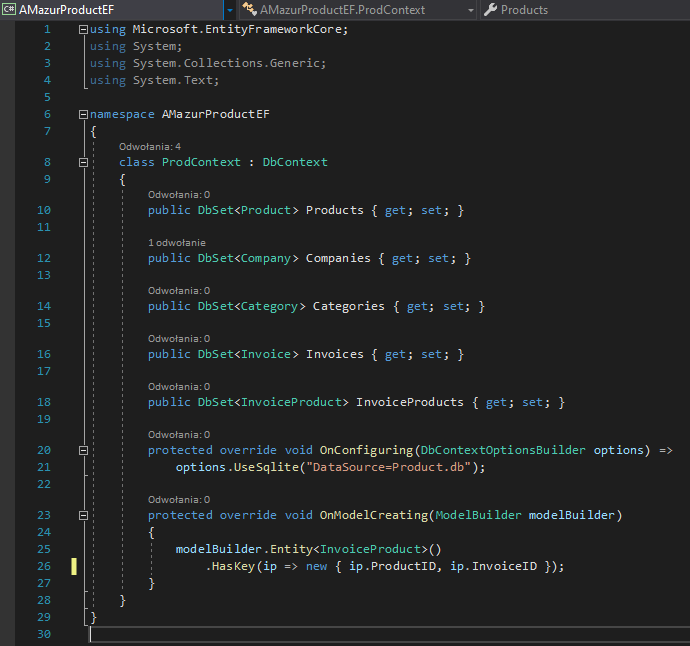 C# AMazurProductEF AMazurProductEF.ProdContext Products
1 using Microsoft.EntityFrameworkCore;
2 using System;
3 using System.Collections.Generic;
4 using System.Text;
5
6 namespace AMazurProductEF
7 {
Odwołania: 4
8 class ProdContext : DbContext
9 {
Odwołania: 0
10 public DbSet<Product> Products { get; set; }
11
1 odwołanie
12 public DbSet<Company> Companies { get; set; }
13
Odwołania: 0
14 public DbSet<Category> Categories { get; set; }
15
Odwołania: 0
16 public DbSet<Invoice> Invoices { get; set; }
17
Odwołania: 0
18 public DbSet<InvoiceProduct> InvoiceProducts { get; set; }
19
Odwołania: 0
20 protected override void OnConfiguring(DbContextOptionsBuilder options) =>
21 options.UseSqlite("DataSource=Product.db");
22
Odwołania: 0
23 protected override void OnModelCreating(ModelBuilder modelBuilder)
24 {
25 modelBuilder.Entity<InvoiceProduct>()
26 .HasKey(ip => new { ip.ProductID, ip.InvoiceID });
27 }
28 }
29 }
30